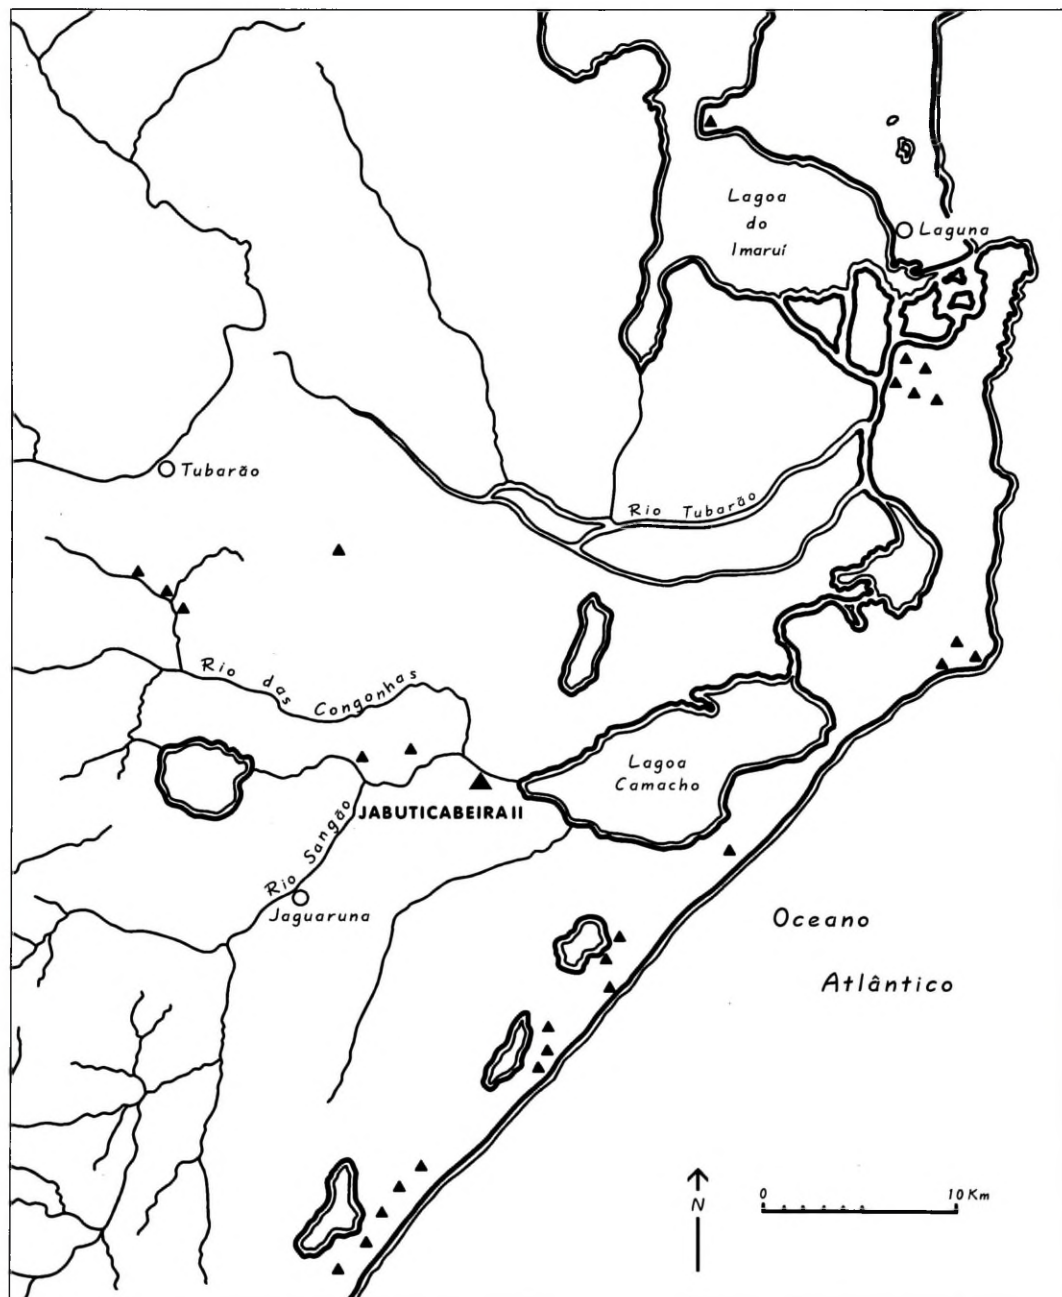 Lagoa
do
Imaruí
Laguna
Tubarão
Rio Tubarão
Rio das Congonhas
Lagoa
Camacho
JABUTICABEIRA II
Rio Sangão
Jaguaruna
Oceano
Atlântico
N
0 10 Km